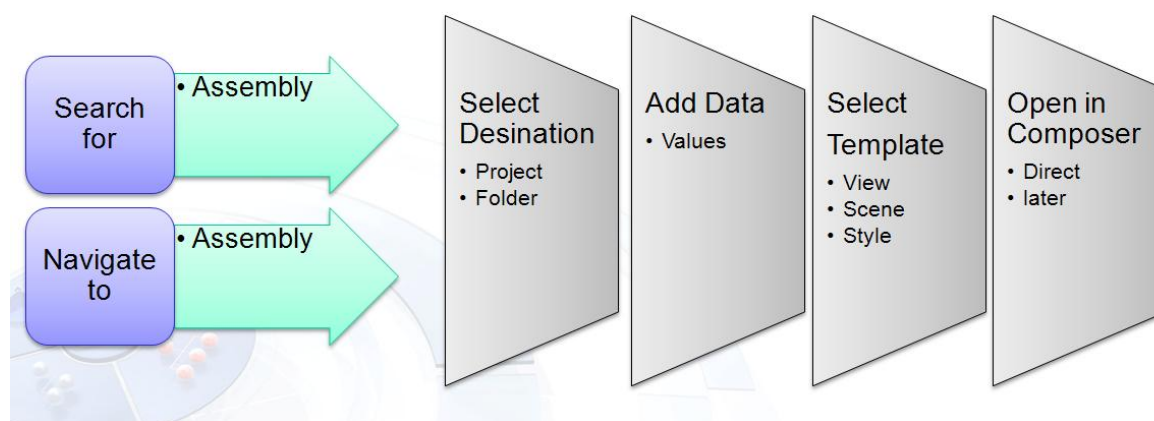 Search
for
• Assembly
Navigate
to
• Assembly
Select
Desination
• Project
• Folder
Add Data
• Values
Select
Template
• View
• Scene
• Style
Open in
Composer
• Direct
• later